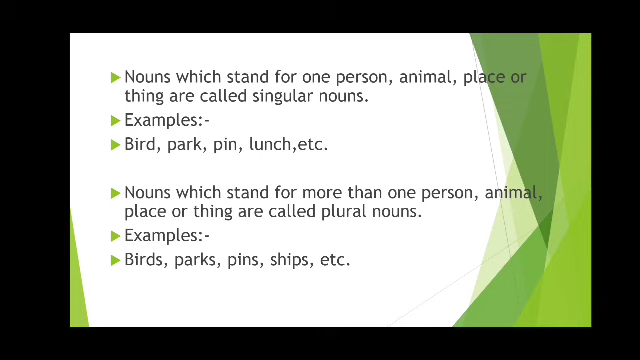 Nouns which stand for one person, animal, place or
thing are called singular nouns.
Examples:-
Bird, park, pin, lunch,etc.
Nouns which stand for more than one person, animal,
place or thing are called plural nouns.
Examples:-
Birds, parks, pins, ships, etc.